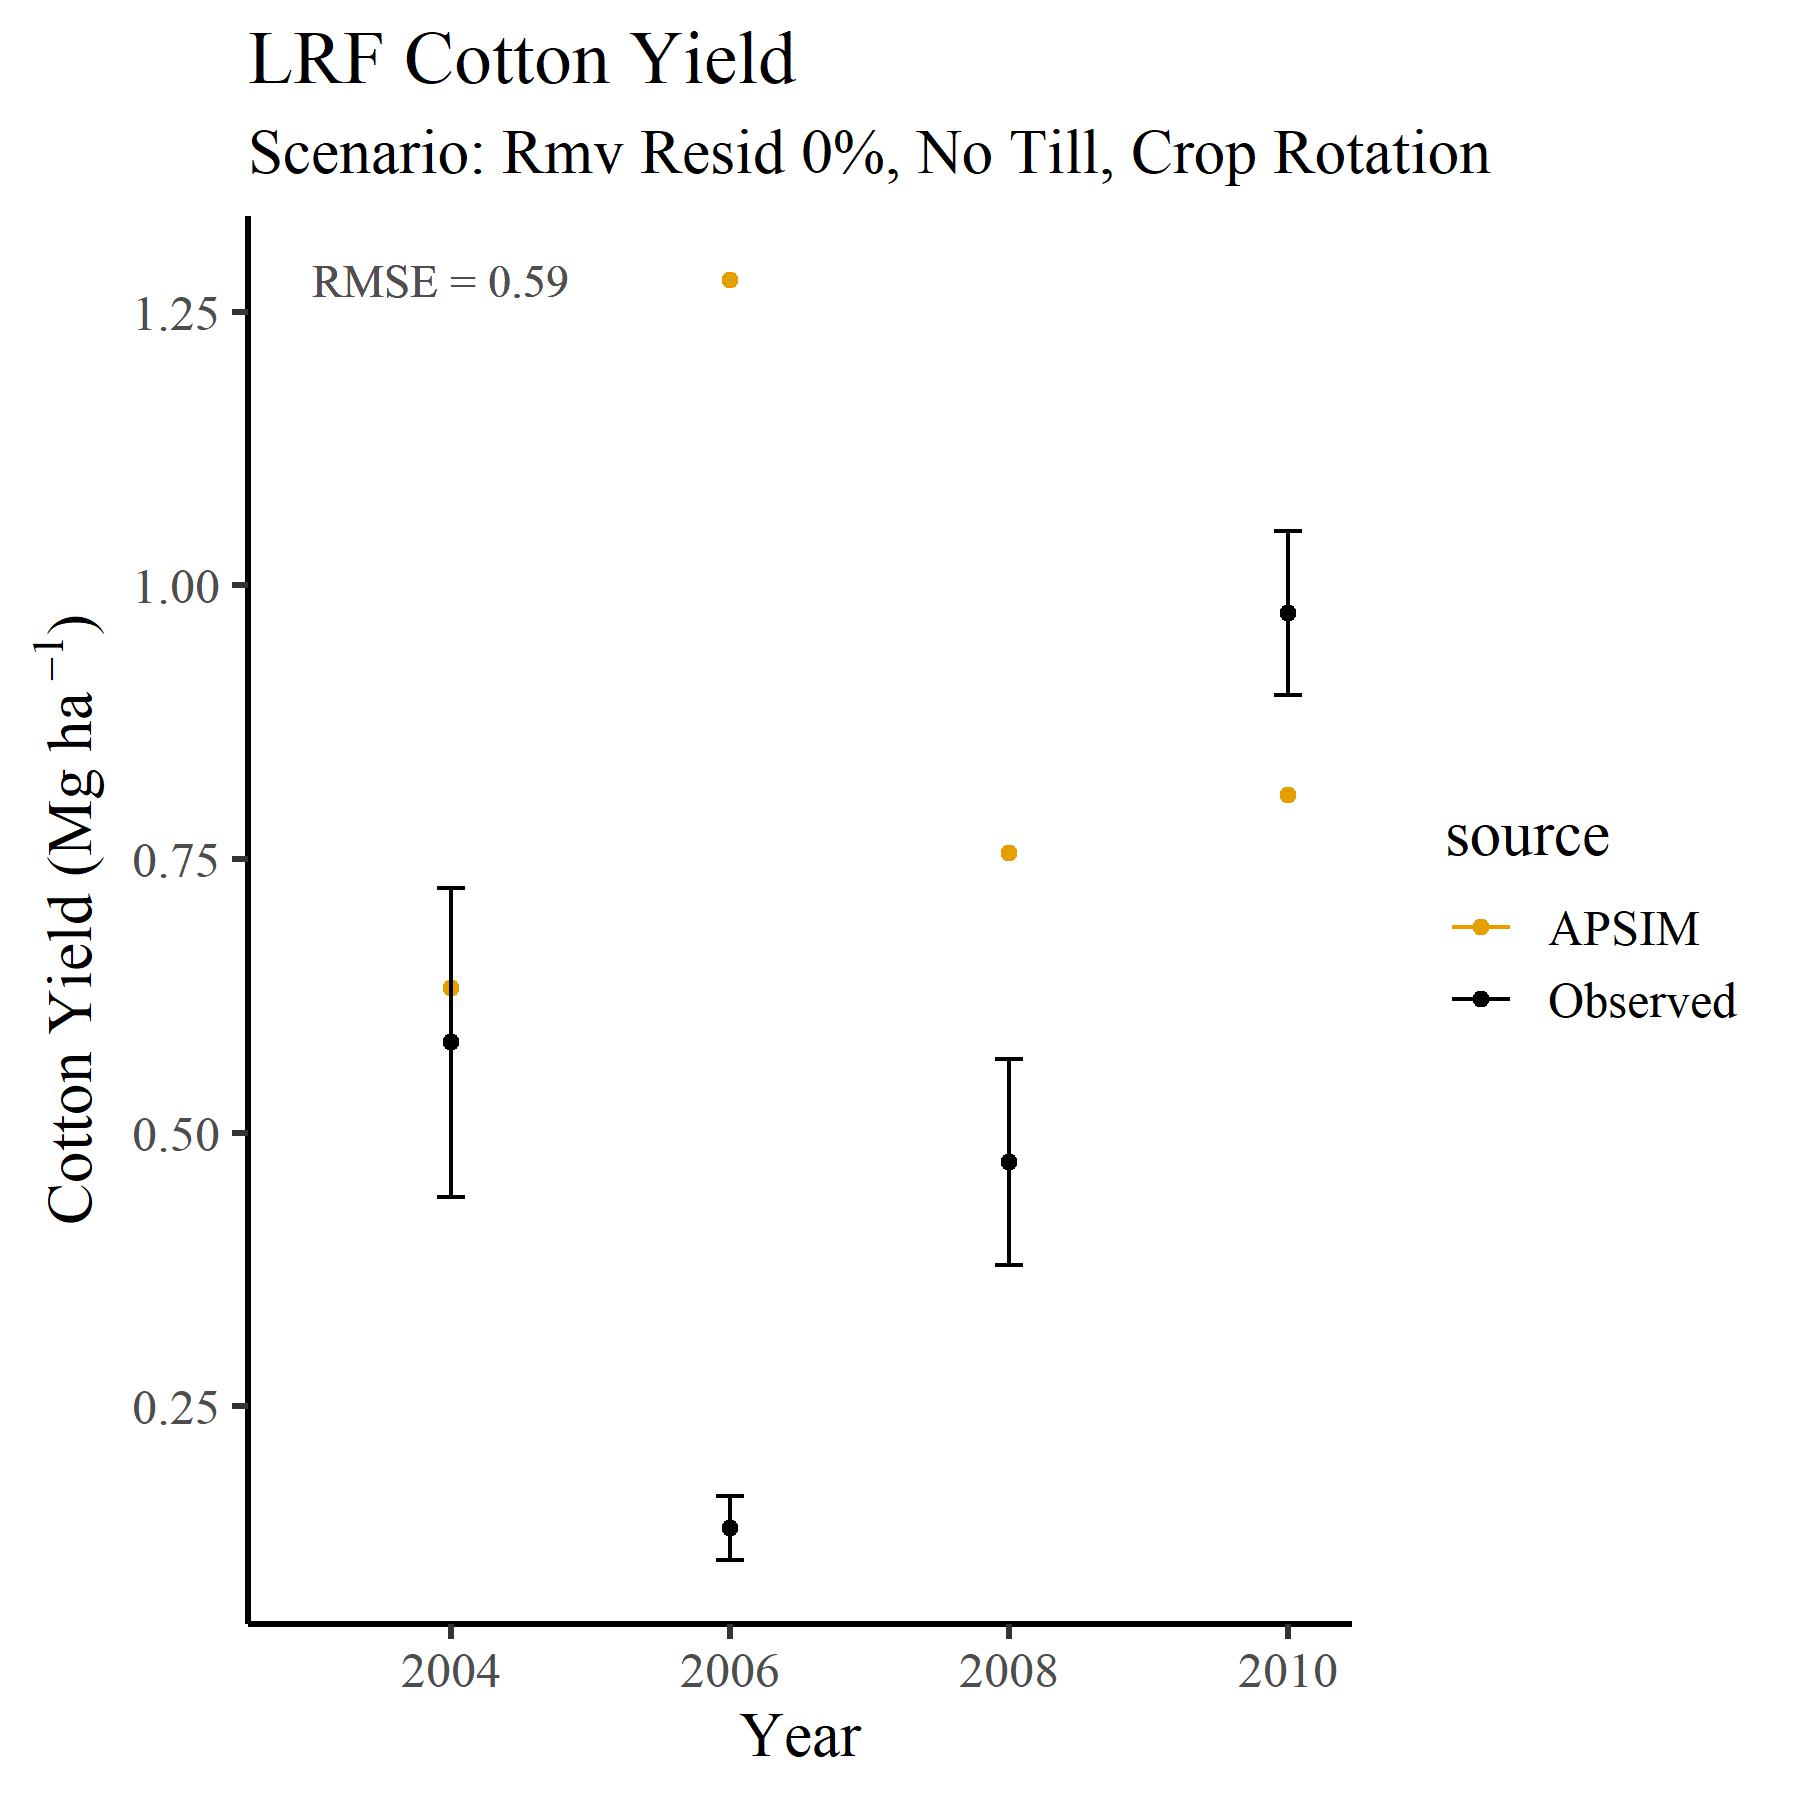 LRF Cotton Yield
Scenario: Rmv Resid 0%, No Till, Crop Rotation
RMSE = 0.59
1.25
1.00
0.75
0.50
0.25
Cotton Yield (Mg ha⁻¹)
2004 2006 2008 2010
Year
source
APSIM
Observed